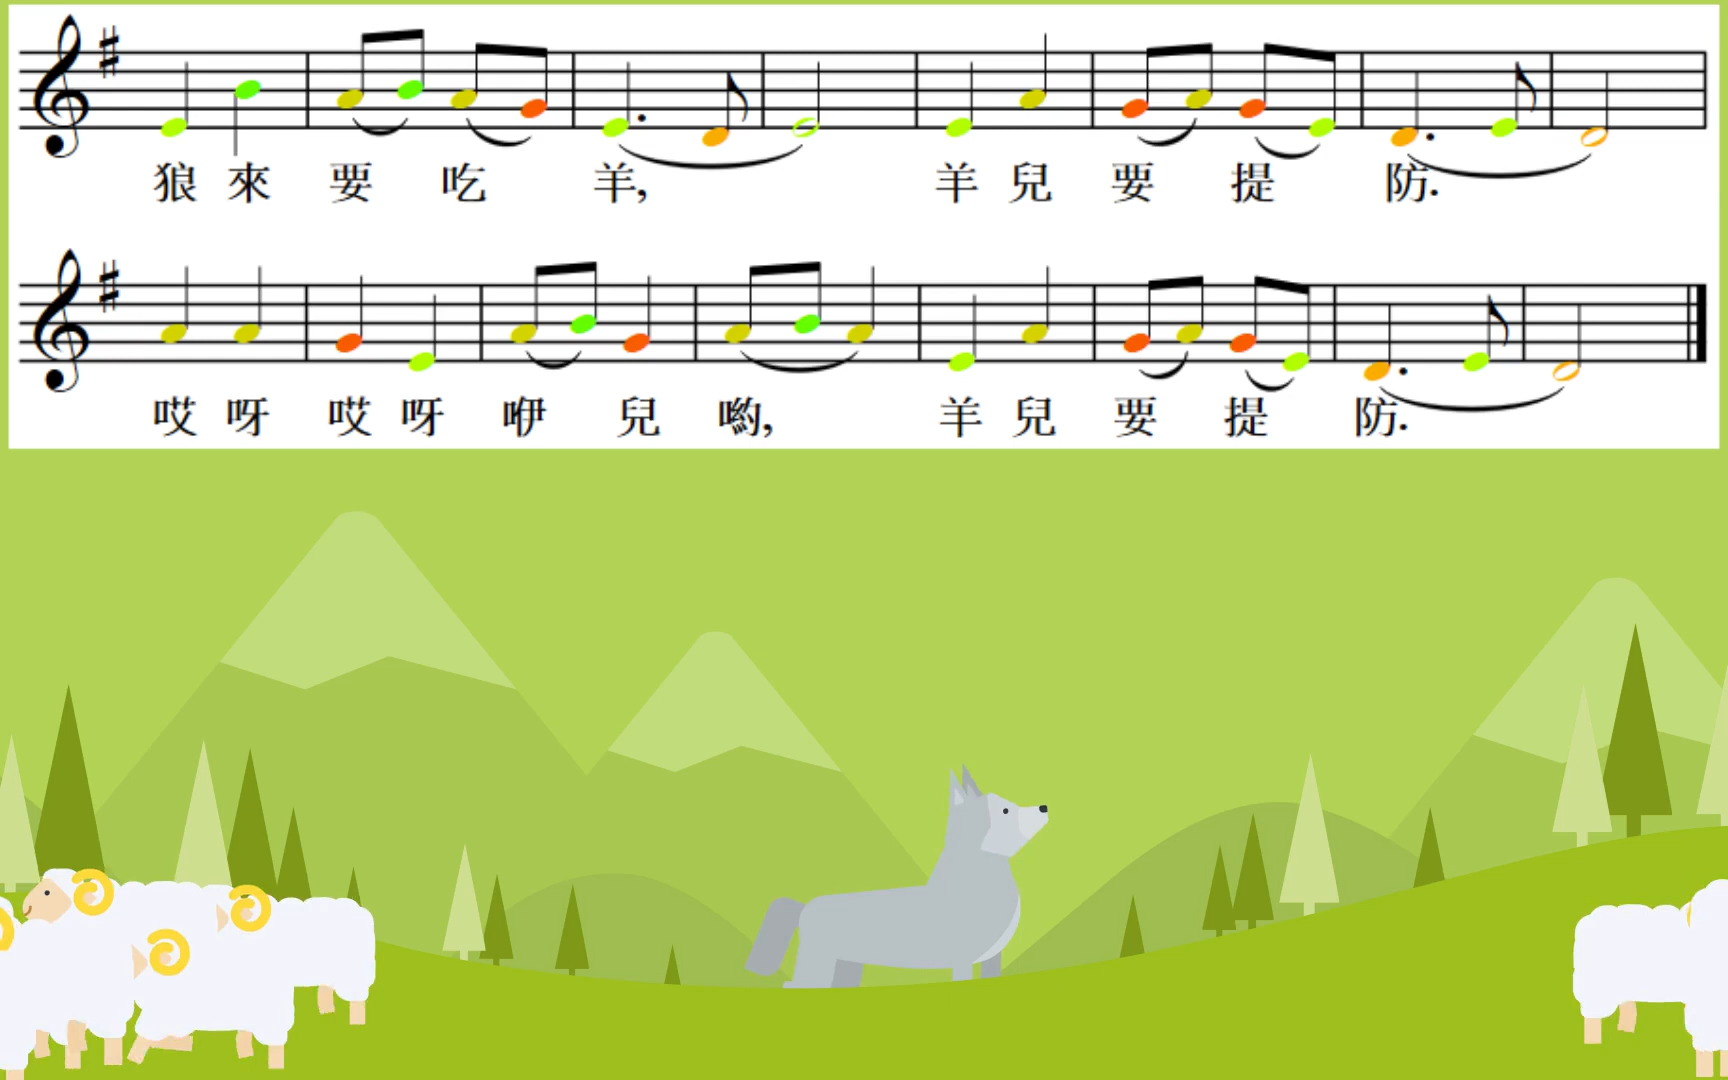 狼 來 要 吃 羊, 羊 兒 要 提 防.
哎 呀 哎 呀 咿 兒 喲, 羊 兒 要 提 防.